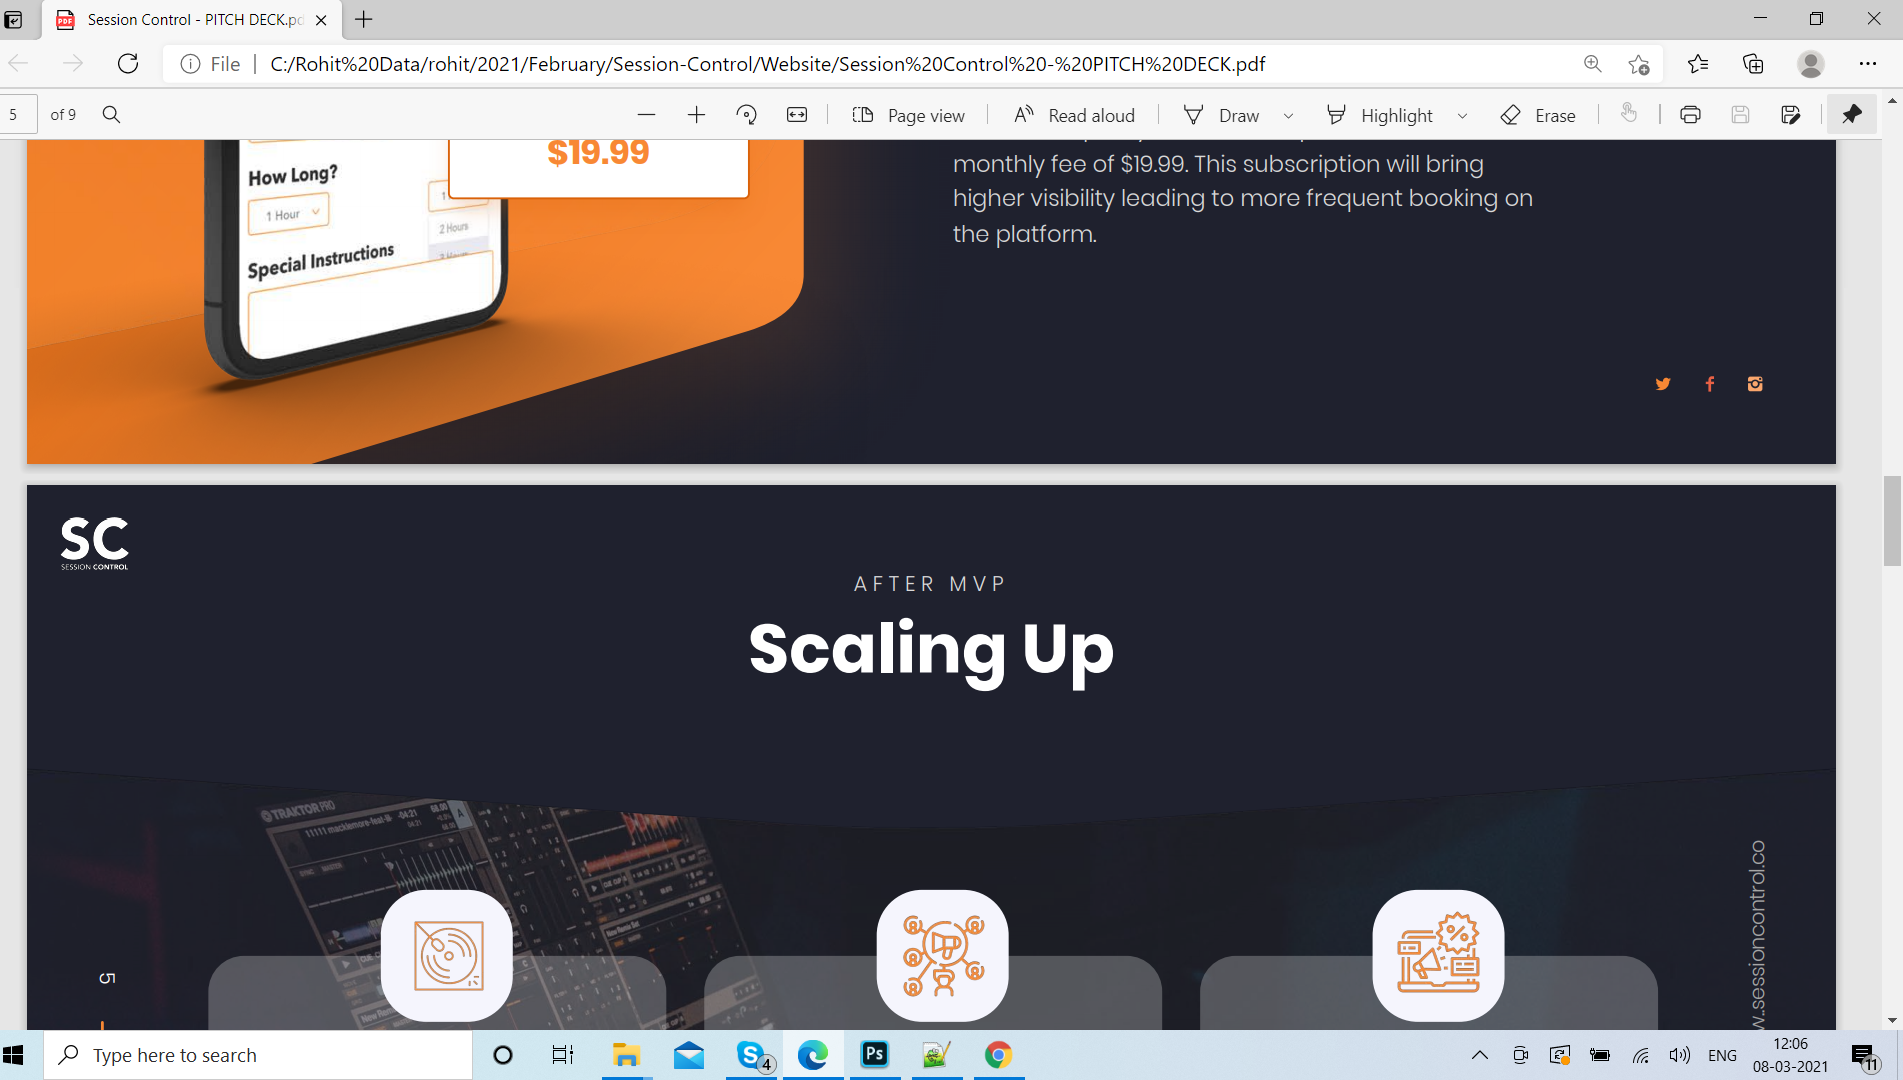 Session Control - PITCH DECK.pd
File C:/Rohit%20Data/rohit/2021/February/Session-Control/Website/Session%20Control%20-%20PITCH%20DECK.pdf
5 of 9 Page view Read aloud Draw Highlight Erase
$19.99
How Long?
1 Hour
2 Hours
Special Instructions
monthly fee of $19.99. This subscription will bring
higher visibility leading to more frequent booking on
the platform.
SC
SESSION CONTROL
AFTER MVP
Scaling Up
TRAKTOR PRO
5
w.sessioncontrol.co
Type here to search
4
Ps
ENG
12:06
08-03-2021
11